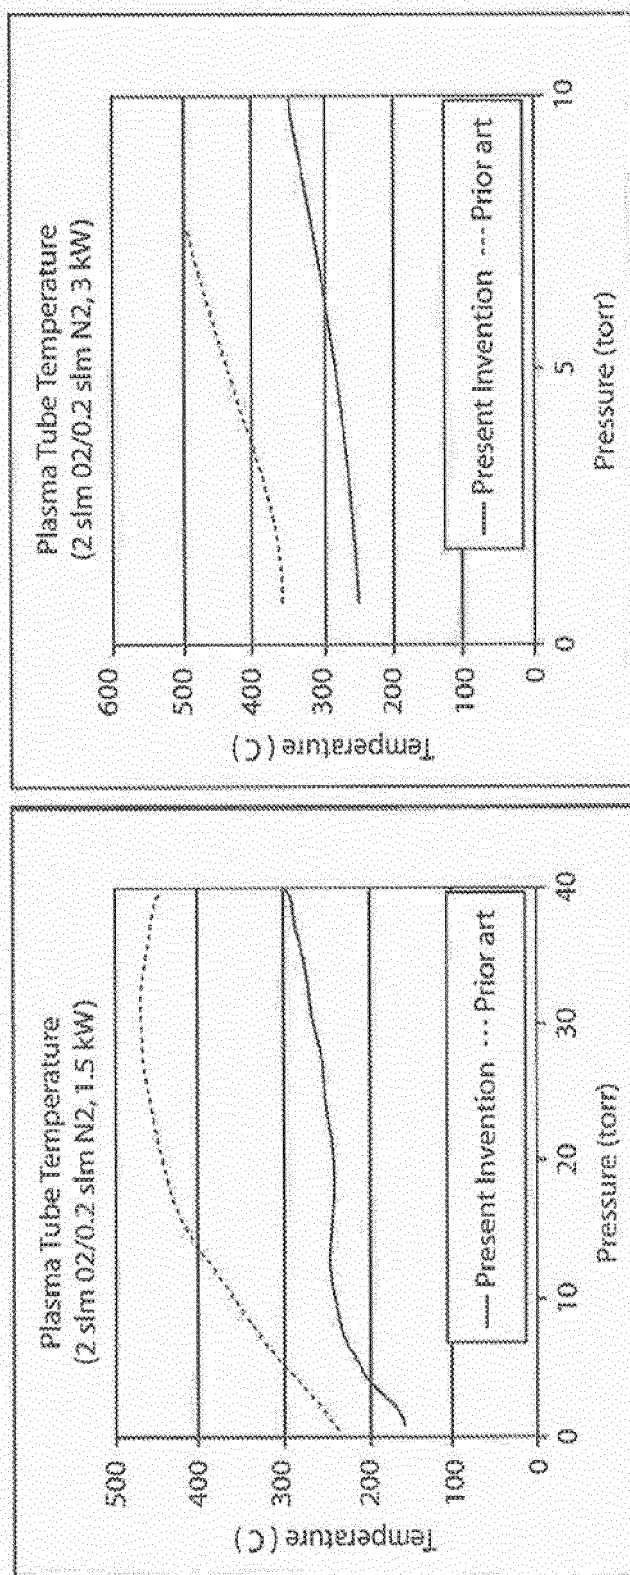 Plasma Tube Temperature
(2 slm 02/0.2 slm N2, 1.5 kW)
Temperature (C)
500
400
300
200
100
0
0
10
20
30
40
Pressure (torr)
Present Invention
Prior art
Plasma Tube Temperature
(2 slm 02/0.2 slm N2, 3 kW)
Temperature (C)
600
500
400
300
200
100
0
0
5
10
Pressure (torr)
Present Invention
Prior art